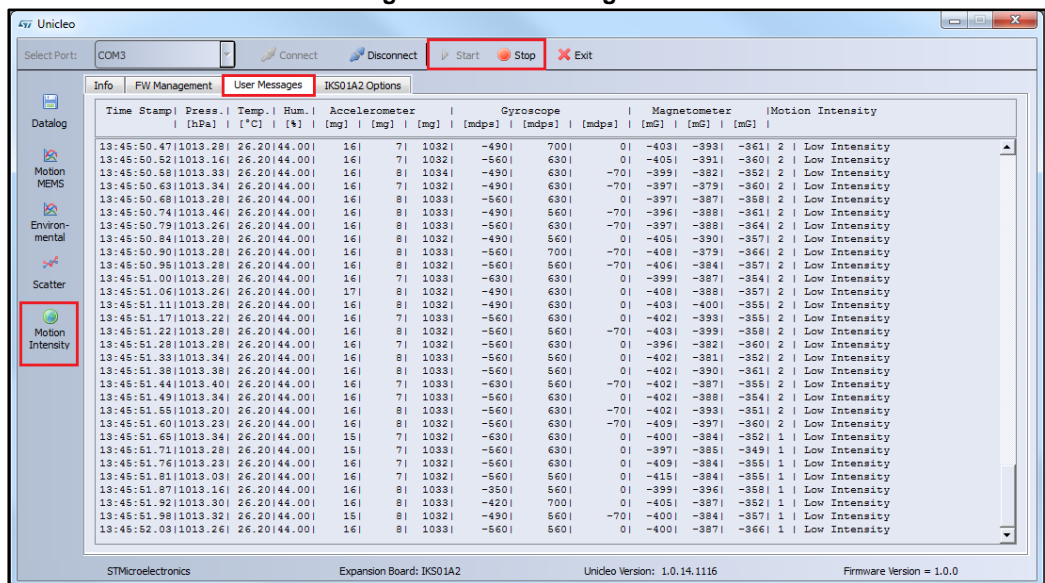 Unicleo
Select Port: COM3 Connect Disconnect Start Stop Exit
Info FW Management User Messages IKS01A2 Options
Datalog
Motion MEMS
Environ-mental
Scatter
Motion Intensity
Time Stamp| Press.| Temp.| Hum.| Accelerometer | Gyroscope | Magnetometer |Motion Intensity
| [hPa] | [°C] | [%] | [mg] | [mg] | [mg] | [mdps] | [mdps] | [mdps] | [mG] | [mG] | [mG] |
13:45:50.47|1013.28| 26.20|44.00| 16| 7| 1032| -490| 700| 0| -403| -393| -361| 2 | Low Intensity
13:45:50.52|1013.16| 26.20|44.00| 16| 7| 1032| -560| 630| 0| -405| -391| -360| 2 | Low Intensity
13:45:50.58|1013.33| 26.20|44.00| 16| 8| 1034| -490| 630| -70| -399| -382| -352| 2 | Low Intensity
13:45:50.63|1013.34| 26.20|44.00| 16| 7| 1032| -490| 630| -70| -397| -379| -360| 2 | Low Intensity
13:45:50.68|1013.28| 26.20|44.00| 16| 8| 1033| -560| 630| 0| -397| -387| -358| 2 | Low Intensity
13:45:50.74|1013.46| 26.20|44.00| 16| 8| 1033| -490| 560| -70| -396| -388| -361| 2 | Low Intensity
13:45:50.79|1013.26| 26.20|44.00| 16| 8| 1033| -560| 630| -70| -397| -388| -364| 2 | Low Intensity
13:45:50.84|1013.28| 26.20|44.00| 16| 8| 1032| -490| 560| 0| -405| -390| -357| 2 | Low Intensity
13:45:50.90|1013.28| 26.20|44.00| 16| 8| 1033| -560| 700| -70| -408| -379| -366| 2 | Low Intensity
13:45:50.95|1013.28| 26.20|44.00| 16| 8| 1032| -560| 560| -70| -406| -384| -357| 2 | Low Intensity
13:45:51.00|1013.28| 26.20|44.00| 16| 7| 1033| -630| 630| 0| -399| -387| -354| 2 | Low Intensity
13:45:51.06|1013.26| 26.20|44.00| 17| 8| 1032| -490| 630| 0| -408| -388| -357| 2 | Low Intensity
13:45:51.11|1013.28| 26.20|44.00| 16| 8| 1032| -490| 630| 0| -403| -400| -355| 2 | Low Intensity
13:45:51.17|1013.22| 26.20|44.00| 16| 7| 1033| -560| 630| 0| -402| -393| -355| 2 | Low Intensity
13:45:51.22|1013.28| 26.20|44.00| 16| 8| 1032| -560| 560| -70| -403| -399| -358| 2 | Low Intensity
13:45:51.28|1013.28| 26.20|44.00| 16| 7| 1032| -560| 630| 0| -396| -382| -360| 2 | Low Intensity
13:45:51.33|1013.34| 26.20|44.00| 16| 8| 1033| -560| 560| 0| -402| -381| -352| 2 | Low Intensity
13:45:51.38|1013.38| 26.20|44.00| 16| 8| 1033| -560| 560| 0| -402| -390| -361| 2 | Low Intensity
13:45:51.44|1013.40| 26.20|44.00| 16| 7| 1033| -630| 560| -70| -402| -387| -355| 2 | Low Intensity
13:45:51.49|1013.34| 26.20|44.00| 16| 7| 1033| -630| 630| 0| -402| -388| -354| 2 | Low Intensity
13:45:51.55|1013.20| 26.20|44.00| 16| 8| 1033| -560| 630| -70| -402| -393| -351| 2 | Low Intensity
13:45:51.60|1013.23| 26.20|44.00| 16| 8| 1032| -560| 630| -70| -409| -397| -360| 2 | Low Intensity
13:45:51.65|1013.34| 26.20|44.00| 15| 7| 1032| -630| 630| 0| -400| -384| -352| 1 | Low Intensity
13:45:51.71|1013.28| 26.20|44.00| 15| 7| 1033| -560| 630| 0| -397| -385| -349| 1 | Low Intensity
13:45:51.76|1013.23| 26.20|44.00| 16| 7| 1032| -560| 630| 0| -409| -384| -355| 1 | Low Intensity
13:45:51.81|1013.03| 26.20|44.00| 16| 7| 1032| -560| 560| 0| -415| -384| -355| 1 | Low Intensity
13:45:51.87|1013.16| 26.20|44.00| 16| 8| 1033| -350| 560| 0| -399| -396| -358| 1 | Low Intensity
13:45:51.92|1013.30| 26.20|44.00| 16| 8| 1033| -420| 700| 0| -405| -387| -352| 1 | Low Intensity
13:45:51.98|1013.32| 26.20|44.00| 15| 8| 1032| -490| 560| -70| -400| -384| -357| 1 | Low Intensity
13:45:52.03|1013.26| 26.20|44.00| 16| 8| 1033| -560| 560| 0| -400| -387| -366| 1 | Low Intensity
STMicroelectronics Expansion Board: IKS01A2 Unicleo Version: 1.0.14.1116 Firmware Version = 1.0.0